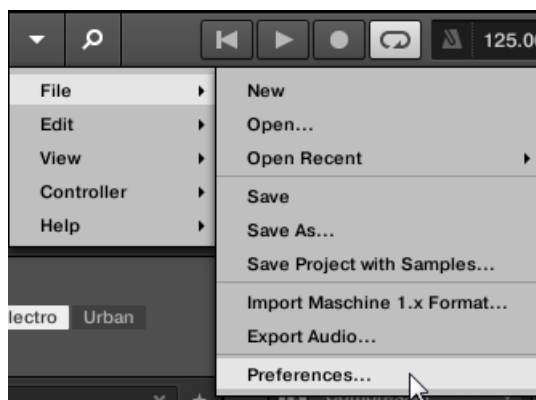 125.00
File
Edit
View
Controller
Help
New
Open...
Open Recent
Save
Save As...
Save Project with Samples...
Import Maschine 1.x Format...
Export Audio...
Preferences...
lectro Urban